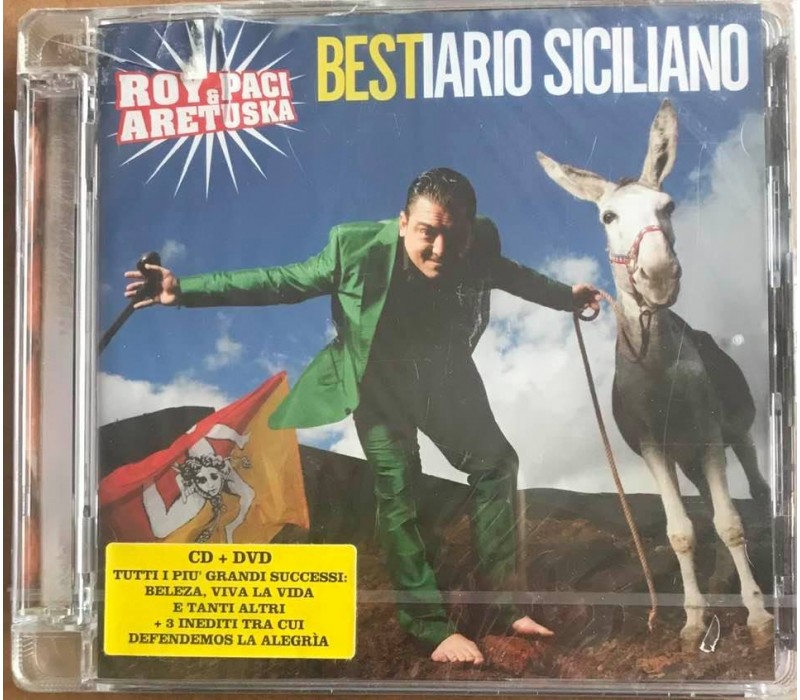 ROY PACI
&
ARETUSKA
BESTIARIO SICILIANO
CD + DVD
TUTTI I PIU' GRANDI SUCCESSI:
BELEZA, VIVA LA VIDA
E TANTI ALTRI
+ 3 INEDITI TRA CUI
DEFENDEMOS LA ALEGRÌA